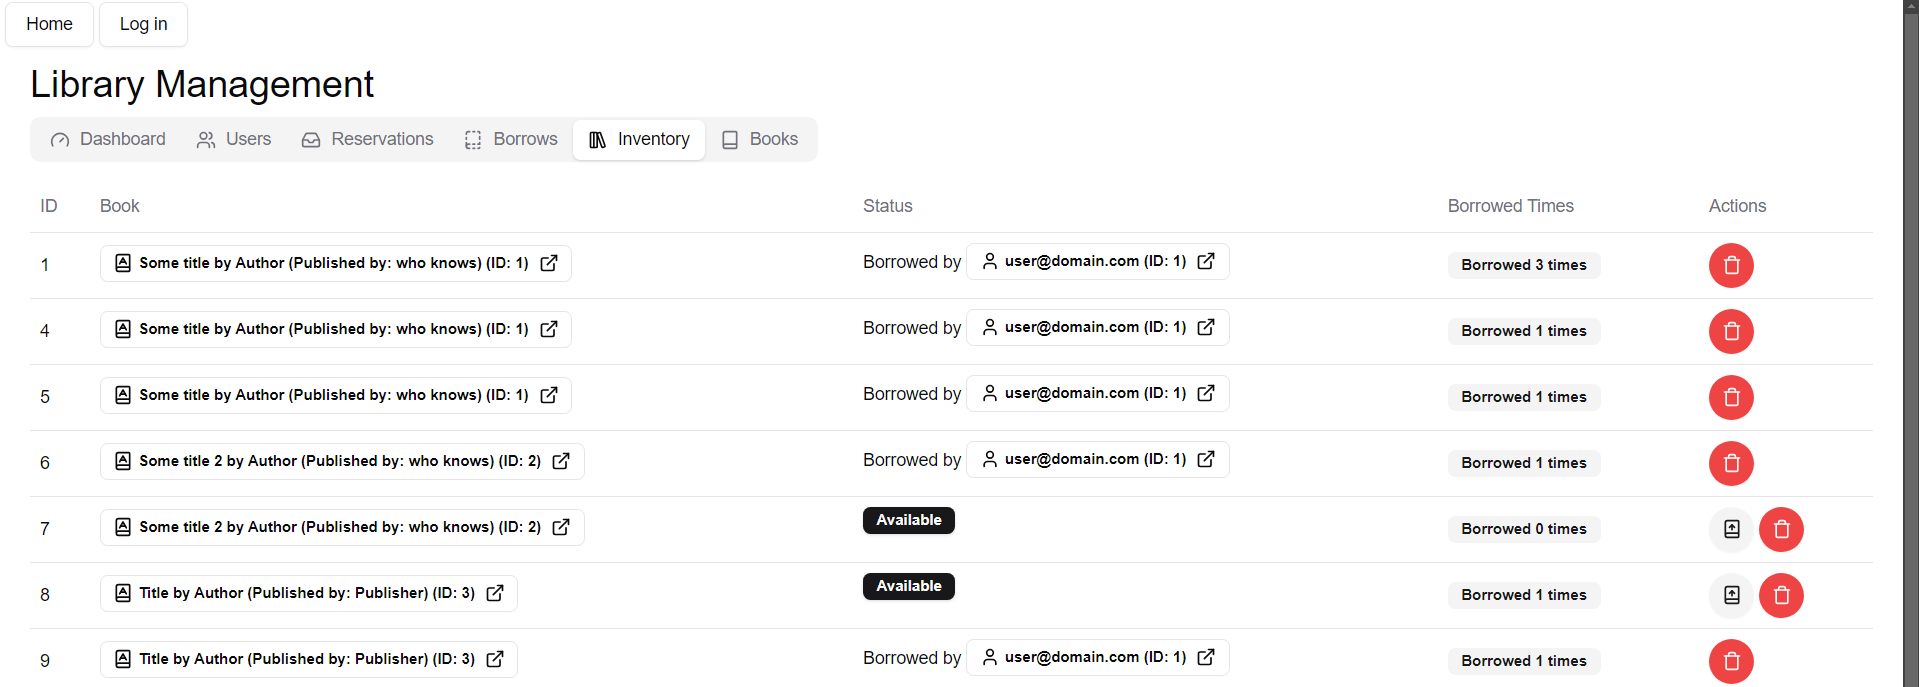 Home Log in
Library Management
Dashboard Users Reservations Borrows Inventory Books
ID Book Status Borrowed Times Actions
1 Some title by Author (Published by: who knows) (ID: 1) Borrowed by user@domain.com (ID: 1) Borrowed 3 times
4 Some title by Author (Published by: who knows) (ID: 1) Borrowed by user@domain.com (ID: 1) Borrowed 1 times
5 Some title by Author (Published by: who knows) (ID: 1) Borrowed by user@domain.com (ID: 1) Borrowed 1 times
6 Some title 2 by Author (Published by: who knows) (ID: 2) Borrowed by user@domain.com (ID: 1) Borrowed 1 times
7 Some title 2 by Author (Published by: who knows) (ID: 2) Available Borrowed 0 times
8 Title by Author (Published by: Publisher) (ID: 3) Available Borrowed 1 times
9 Title by Author (Published by: Publisher) (ID: 3) Borrowed by user@domain.com (ID: 1) Borrowed 1 times